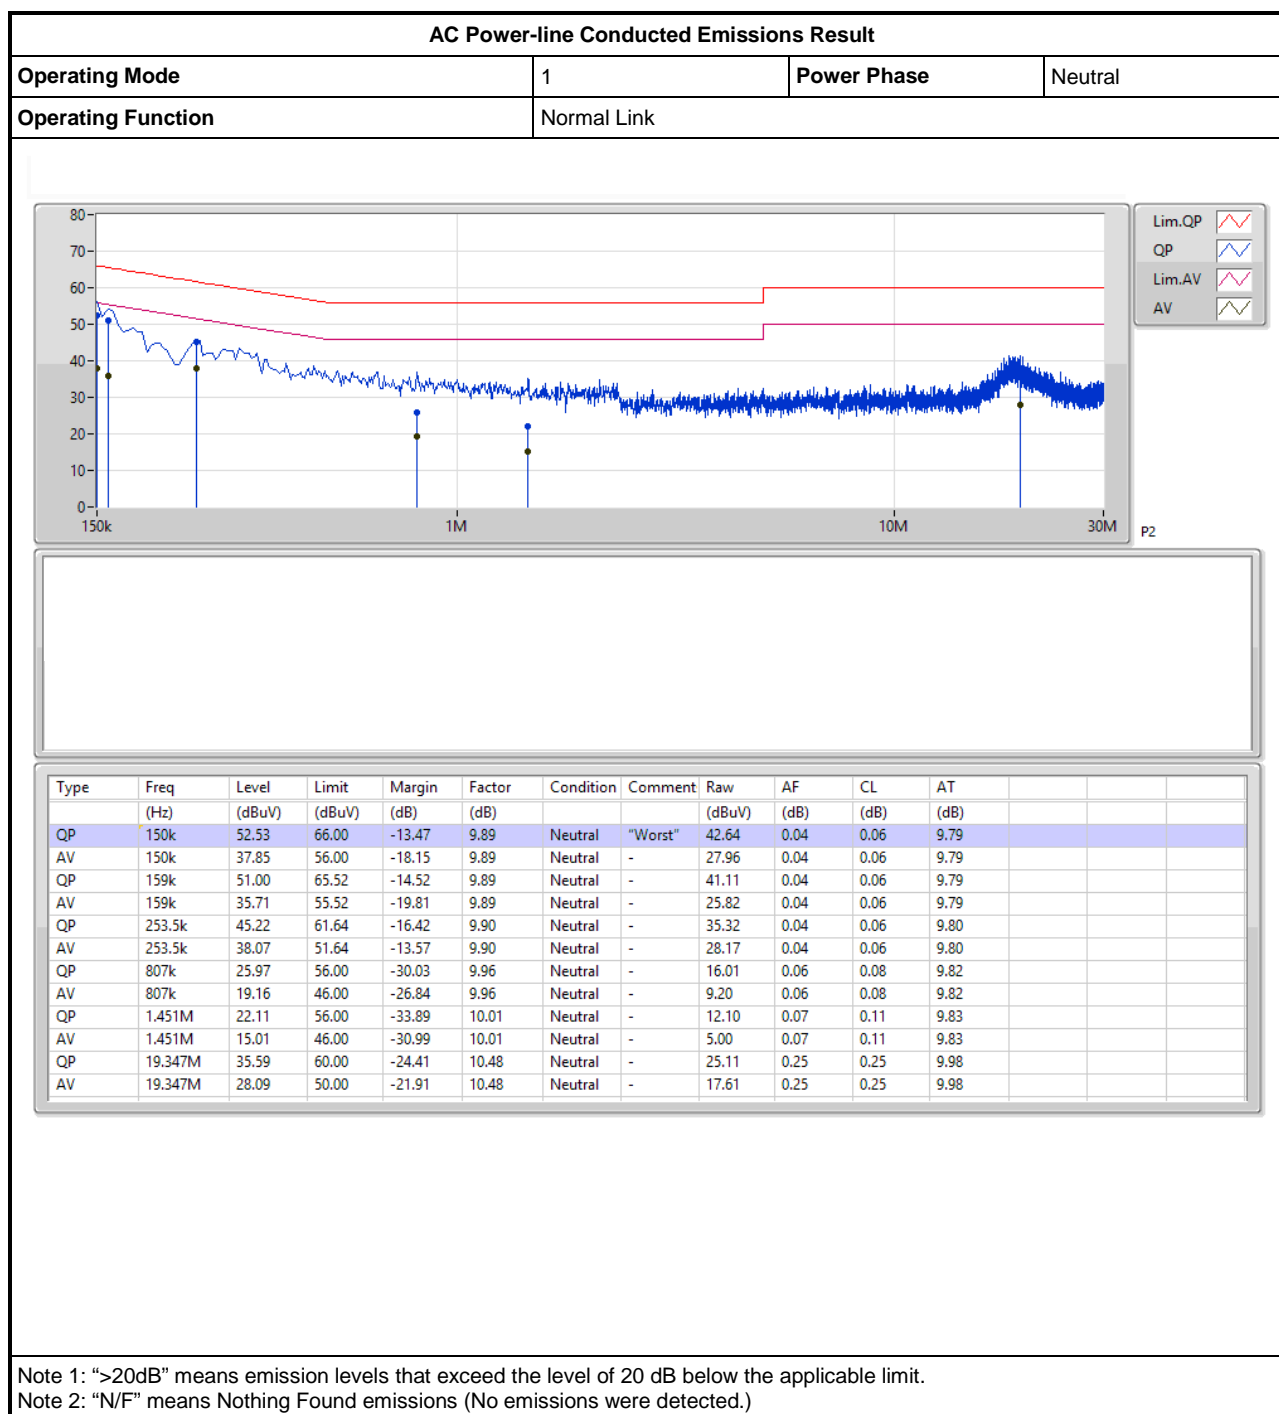 AC Power-line Conducted Emissions Result
Operating Mode 1 Power Phase Neutral
Operating Function Normal Link
80
70
60
50
40
30
20
10
0
150k 1M 10M 30M
P2
Lim.QP
QP
Lim.AV
AV
Type Freq Level Limit Margin Factor Condition Comment Raw AF CL AT
(Hz) (dBuV) (dBuV) (dB) (dB) (dBuV) (dB) (dB) (dB)
QP 150k 52.53 66.00 -13.47 9.89 Neutral "Worst" 42.64 0.04 0.06 9.79
AV 150k 37.85 56.00 -18.15 9.89 Neutral - 27.96 0.04 0.06 9.79
QP 159k 51.00 65.52 -14.52 9.89 Neutral - 41.11 0.04 0.06 9.79
AV 159k 35.71 55.52 -19.81 9.89 Neutral - 25.82 0.04 0.06 9.79
QP 253.5k 45.22 61.64 -16.42 9.90 Neutral - 35.32 0.04 0.06 9.80
AV 253.5k 38.07 51.64 -13.57 9.90 Neutral - 28.17 0.04 0.06 9.80
QP 807k 25.97 56.00 -30.03 9.96 Neutral - 16.01 0.06 0.08 9.82
AV 807k 19.16 46.00 -26.84 9.96 Neutral - 9.20 0.06 0.08 9.82
QP 1.451M 22.11 56.00 -33.89 10.01 Neutral - 12.10 0.07 0.11 9.83
AV 1.451M 15.01 46.00 -30.99 10.01 Neutral - 5.00 0.07 0.11 9.83
QP 19.347M 35.59 60.00 -24.41 10.48 Neutral - 25.11 0.25 0.25 9.98
AV 19.347M 28.09 50.00 -21.91 10.48 Neutral - 17.61 0.25 0.25 9.98
Note 1: “>20dB” means emission levels that exceed the level of 20 dB below the applicable limit.
Note 2: “N/F” means Nothing Found emissions (No emissions were detected.)